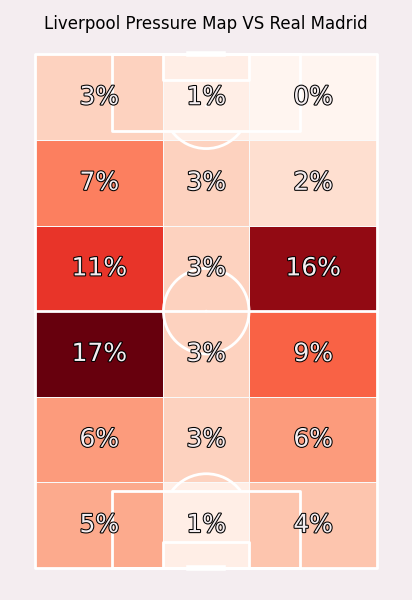 Liverpool Pressure Map VS Real Madrid
3% 1% 0%
7% 3% 2%
11% 3% 16%
17% 3% 9%
6% 3% 6%
5% 1% 4%